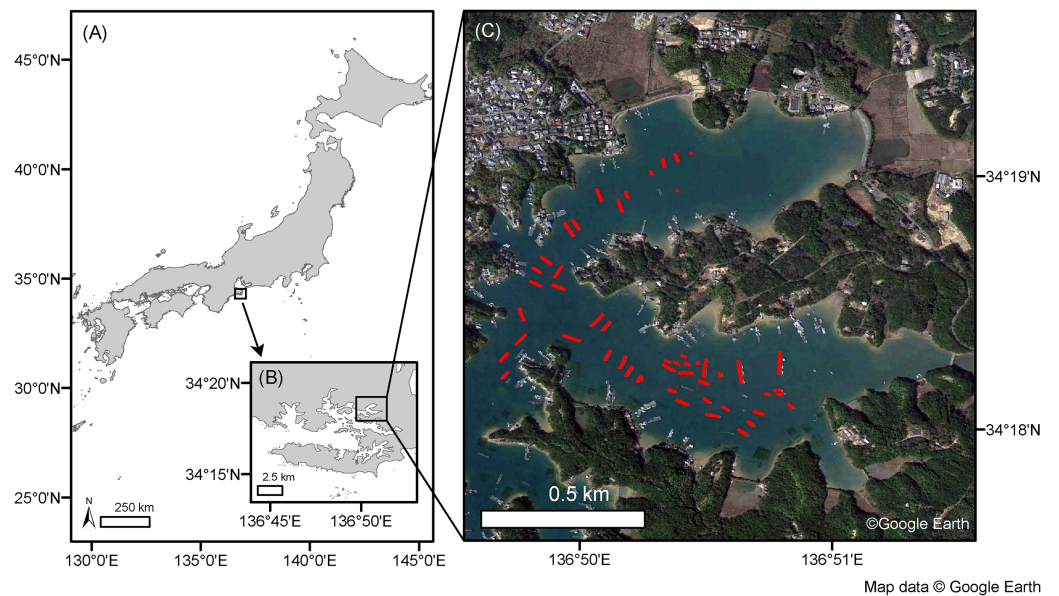 (A)
45°0'N
40°0'N
35°0'N
30°0'N
25°0'N
130°0'E
135°0'E
140°0'E
145°0'E
N
250 km
(B)
34°20'N
34°15'N
2.5 km
136°45'E
136°50'E
(C)
34°19'N
34°18'N
0.5 km
©Google Earth
136°50'E
136°51'E
Map data © Google Earth